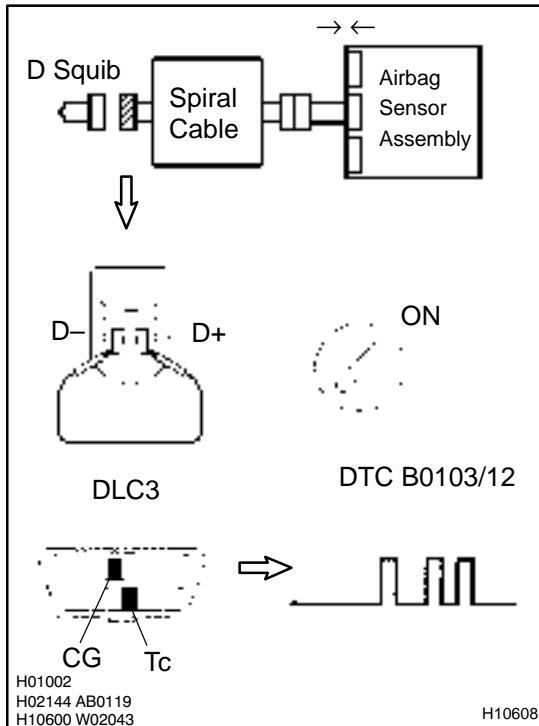 D Squib
Spiral
Cable
Airbag
Sensor
Assembly
D–
D+
ON
DLC3
DTC B0103/12
CG
Tc
H01002
H02144 AB0119
H10600 W02043
H10608